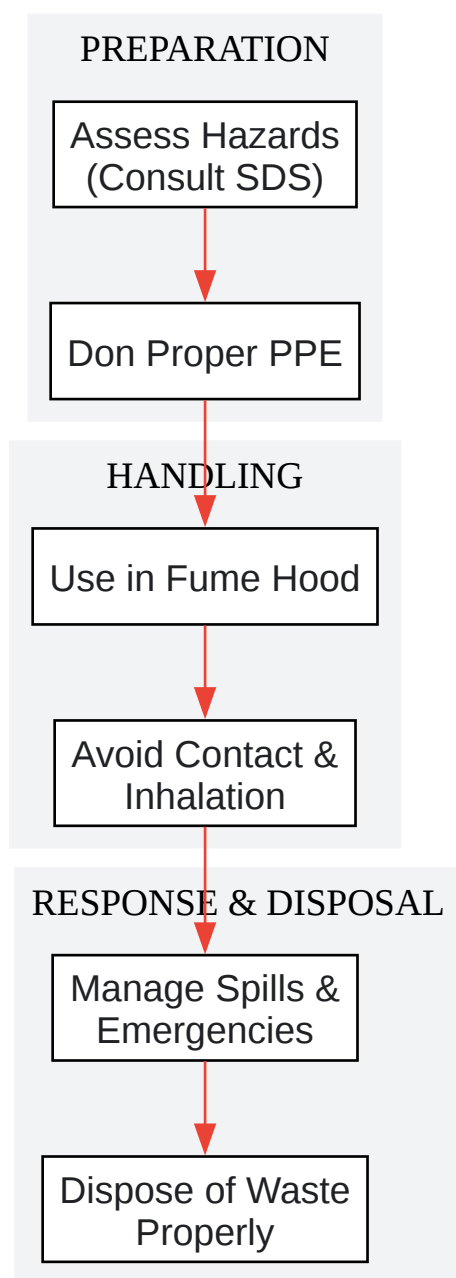 PREPARATION
Assess Hazards
(Consult SDS)
Don Proper PPE
HANDLING
Use in Fume Hood
Avoid Contact &
Inhalation
RESPONSE & DISPOSAL
Manage Spills &
Emergencies
Dispose of Waste
Properly